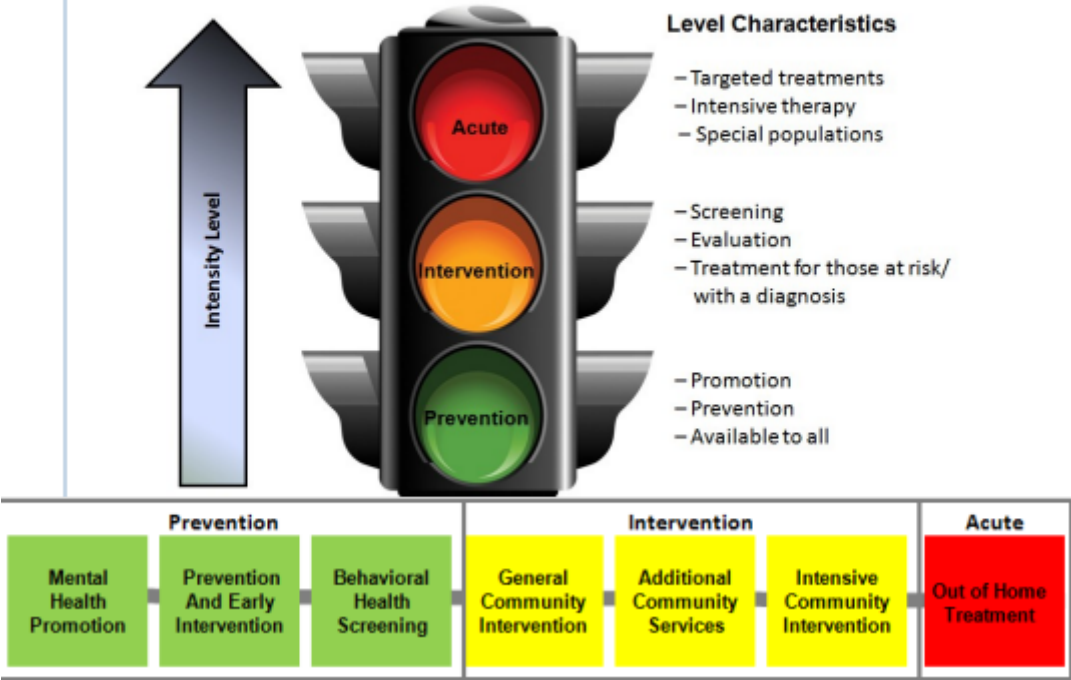 Level Characteristics
Acute
– Targeted treatments
– Intensive therapy
– Special populations
Intensity Level
Intervention
– Screening
– Evaluation
– Treatment for those at risk/
with a diagnosis
Prevention
– Promotion
– Prevention
– Available to all
Prevention
Mental
Health
Promotion
Prevention
And Early
Intervention
Behavioral
Health
Screening
Intervention
General
Community
Intervention
Additional
Community
Services
Intensive
Community
Intervention
Acute
Out of Home
Treatment